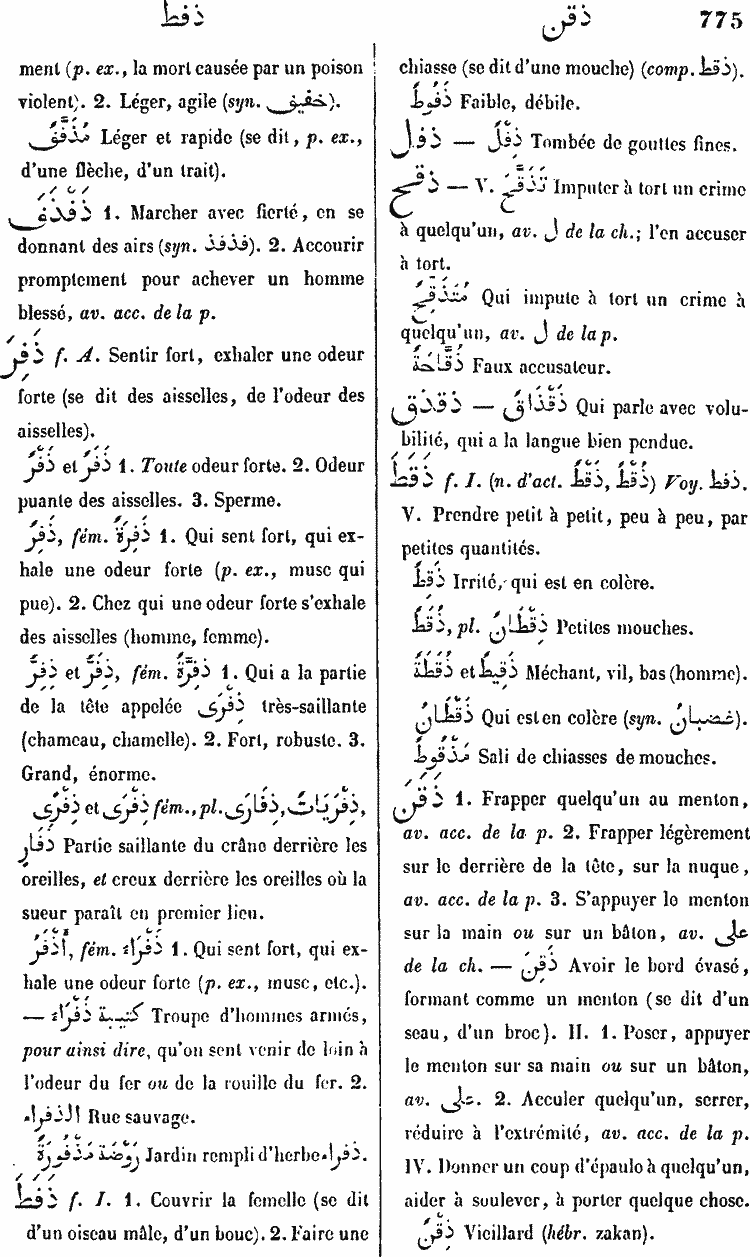 ذفط
ذقن
775
ment (p. ex., la mort causée par un poison
violent). 2. Léger, agile (syn. خفيق).
مُذَفَّفٌ Léger et rapide (se dit, p. ex.,
d'une flèche, d'un trait).
ذَفْذَفَ 1. Marcher avec fierté, en se
donnant des airs (syn. فذفذ). 2. Accourir
promptement pour achever un homme
blessé, av. acc. de la p.
ذَفِرَ f. A. Sentir fort, exhaler une odeur
forte (se dit des aisselles, de l'odeur des
aisselles).
ذَفْرٌ et ذَفَرٌ 1. Toute odeur forte. 2. Odeur
puante des aisselles. 3. Sperme.
ذَفِرٌ, fém. ذَفِرَةٌ 1. Qui sent fort, qui ex-
hale une odeur forte (p. ex., musc qui
pue). 2. Chez qui une odeur forte s'exhale
des aisselles (homme, femme).
ذِفِرٌّ et ذِفَرٌّ, fém. ذِفِرَّةٌ 1. Qui a la partie
de la tête appelée ذِفْرَى très-saillante
(chameau, chamelle). 2. Fort, robuste. 3.
Grand, énorme.
ذِفْرًى et ذِفْرَى fém., pl. ذِفْرَيَاتٌ, ذَفَارَى,
ذَفَارٍ Partie saillante du crâne derrière les
oreilles, et creux derrière les oreilles où la
sueur paraît en premier lieu.
أَذْفَرُ, fém. ذَفْرَاءُ 1. Qui sent fort, qui ex-
hale une odeur forte (p. ex., musc, etc.).
— كتيبة ذَفْرَاءُ Troupe d'hommes armés,
pour ainsi dire, qu'on sent venir de loin à
l'odeur du fer ou de la rouille du fer. 2.
الذفراء Rue sauvage.
رَوْضَة مَذْفُورَةٌ Jardin rempli d'herbe ذفراء.
ذَفَطَ f. I. 1. Couvrir la femelle (se dit
d'un oiseau mâle, d'un bouc). 2. Faire une
chiasse (se dit d'une mouche) (comp. ذقط).
ذَفُوطٌ Faible, débile.
ذفل — ذِفْلٌ Tombée de gouttes fines.
ذقح — V. تَذَقَّحَ Imputer à tort un crime
à quelqu'un, av. ل de la ch.; l'en accuser
à tort.
مُتَذَقِّحٌ Qui impute à tort un crime à
quelqu'un, av. ل de la p.
ذُقَّاحَةٌ Faux accusateur.
ذقذق — ذَقْذَاقٌ Qui parle avec volu-
bilité, qui a la langue bien pendue.
ذَقَطَ f. I. (n. d'act. ذَقْطٌ, ذُقْطٌ) Voy. ذفط.
V. Prendre petit à petit, peu à peu, par
petites quantités.
ذَقِطٌ Irrité, qui est en colère.
ذُقَطٌ, pl. ذِقْطَانٌ Petites mouches.
ذَقِيطٌ et ذُقَطَةٌ Méchant, vil, bas (homme).
ذَقْطَانٌ Qui est en colère (syn. غضبانٌ).
مَذْقُوطٌ Sali de chiasses de mouches.
ذَقَنَ 1. Frapper quelqu'un au menton,
av. acc. de la p. 2. Frapper légèrement
sur le derrière de la tête, sur la nuque,
av. acc. de la p. 3. S'appuyer le menton
sur la main ou sur un bâton, av. على
de la ch. — ذَقِنَ Avoir le bord évasé,
formant comme un menton (se dit d'un
seau, d'un broc). II. 1. Poser, appuyer
le menton sur sa main ou sur un bâton,
av. على. 2. Acculer quelqu'un, serrer,
réduire à l'extrémité, av. acc. de la p.
IV. Donner un coup d'épaule à quelqu'un,
aider à soulever, à porter quelque chose.
ذِقْنٌ Vieillard (hébr. zakan).